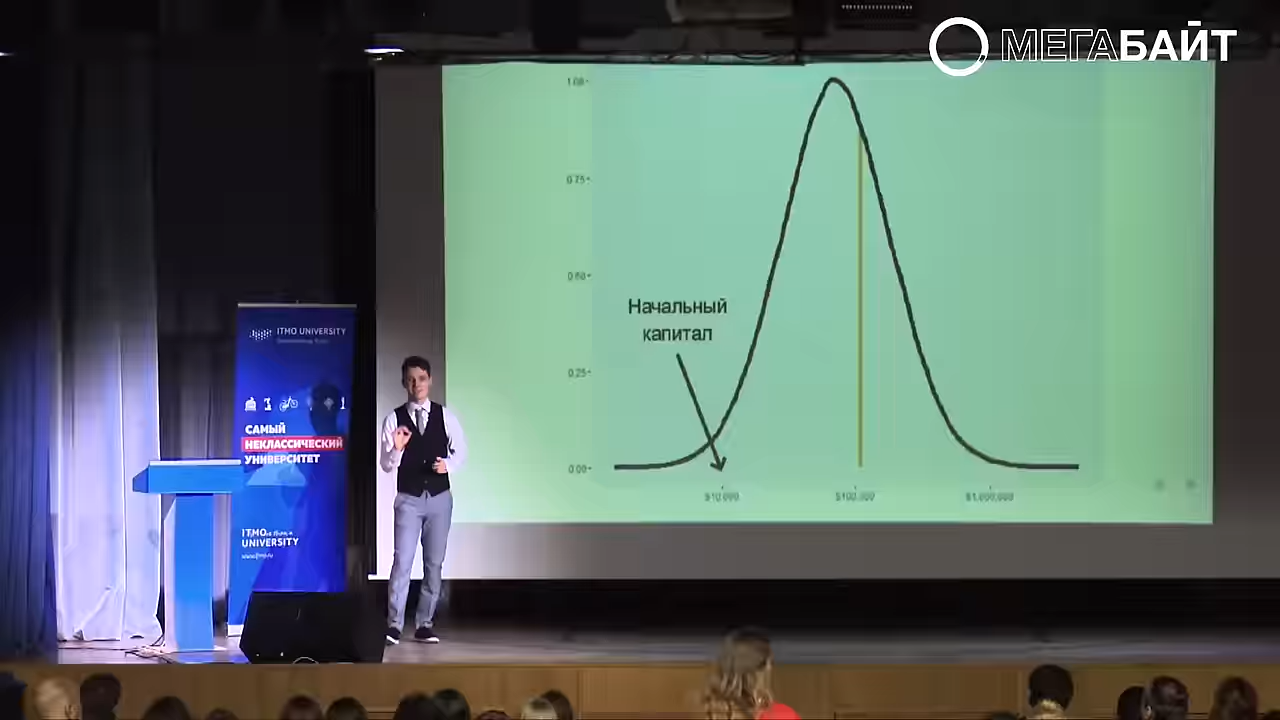 МЕГАБАЙТ
1.00
0.75
0.50
0.25
0.00
Начальный
капитал
$10,000
$100,000
$1,000,000
ITMO UNIVERSITY
САМЫЙ
НЕКЛАССИЧЕСКИЙ
УНИВЕРСИТЕТ
ITMO
UNIVERSITY